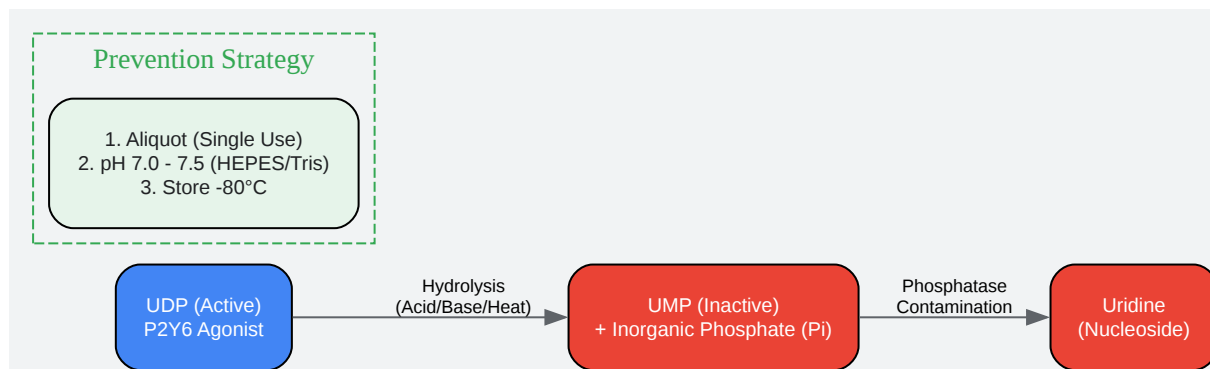 Prevention Strategy
1. Aliquot (Single Use)
2. pH 7.0 - 7.5 (HEPES/Tris)
3. Store -80°C
UDP (Active)
P2Y6 Agonist
Hydrolysis
(Acid/Base/Heat)
UMP (Inactive)
+ Inorganic Phosphate (Pi)
Phosphatase
Contamination
Uridine
(Nucleoside)